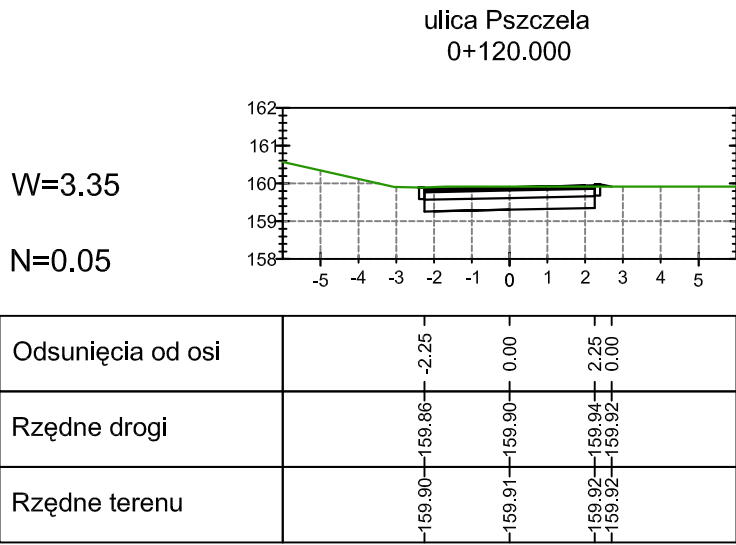 ulica Pszczela
0+120.000
162
161
160
159
158
W=3.35
N=0.05
-5 -4 -3 -2 -1 0 1 2 3 4 5
Odsunięcia od osi -2.25 0.00 2.25 0.00
Rzędne drogi 159.86 159.90 159.94 159.92
Rzędne terenu 159.90 159.91 159.92 159.92